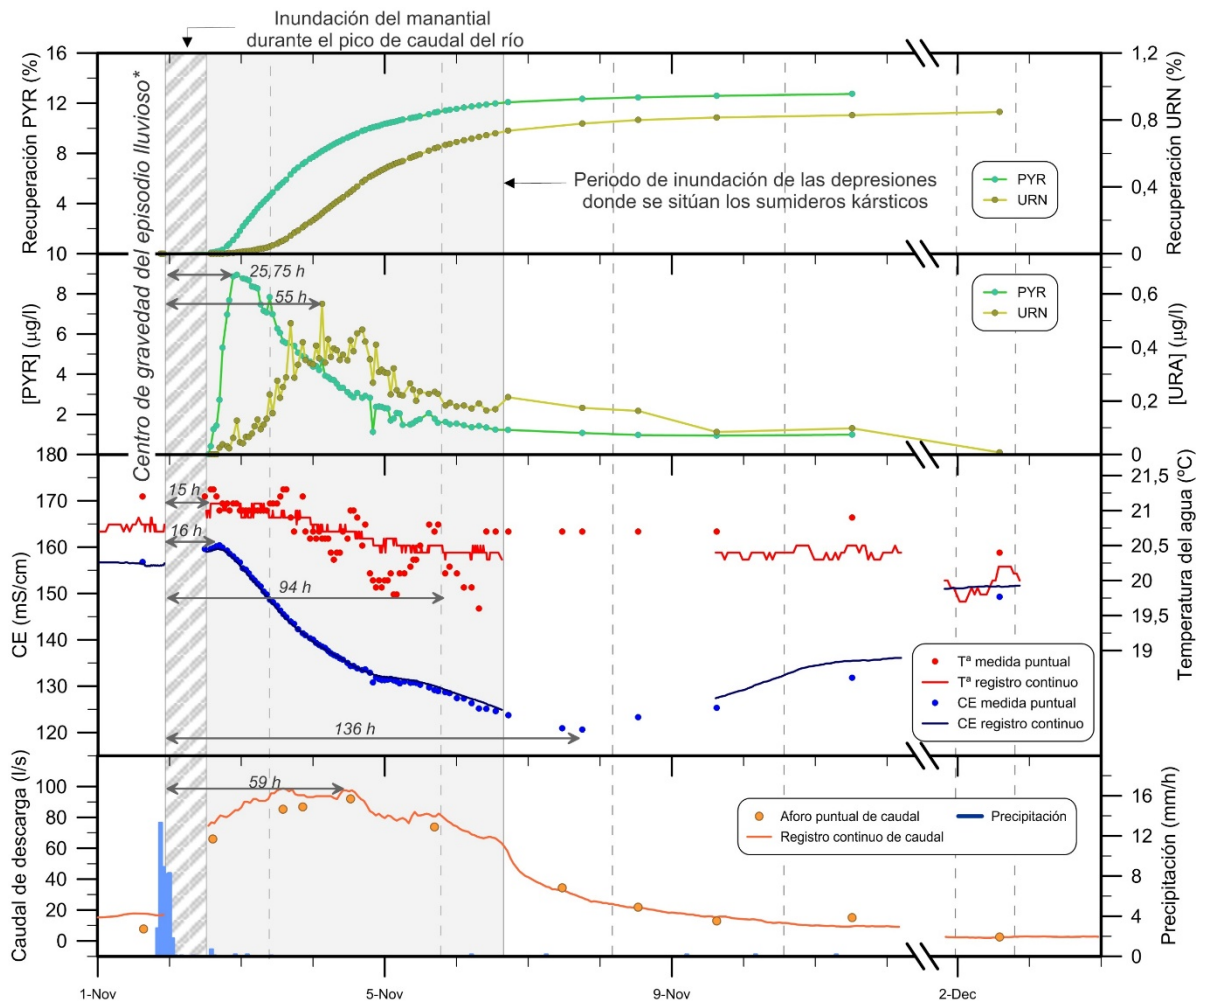 Inundación del manantial
durante el pico de caudal del río
Centro de gravedad del episodio lluvioso*
Recuperación PYR (%)
16
12
8
4
10
1,2
0,8
0,4
0
Recuperación URN (%)
Periodo de inundación de las depresiones
donde se sitúan los sumideros kársticos
PYR
URN
[PYR] (µg/l)
8
6
4
2
180
25,75 h
55 h
PYR
URN
0,6
0,4
0,2
0
[URA] (µg/l)
CE (mS/cm)
170
160
150
140
130
120
15 h
16 h
94 h
136 h
21,5
21
20,5
20
19,5
19
Temperatura del agua (ºC)
Tª medida puntual
Tª registro continuo
CE medida puntual
CE registro continuo
Caudal de descarga (l/s)
100
80
60
40
20
0
59 h
Aforo puntual de caudal
Precipitación
Registro continuo de caudal
16
12
8
4
0
Precipitación (mm/h)
1-Nov
5-Nov
9-Nov
2-Dec